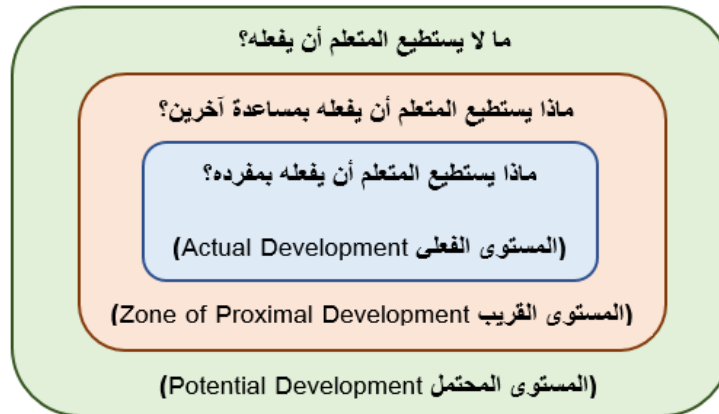 ما لا يستطيع المتعلم أن يفعله؟
ماذا يستطيع المتعلم أن يفعله بمساعدة آخرين؟
ماذا يستطيع المتعلم أن يفعله بمفرده؟
(المستوى الفعلى Actual Development)
(المستوى القريب Zone of Proximal Development)
(المستوى المحتمل Potential Development)